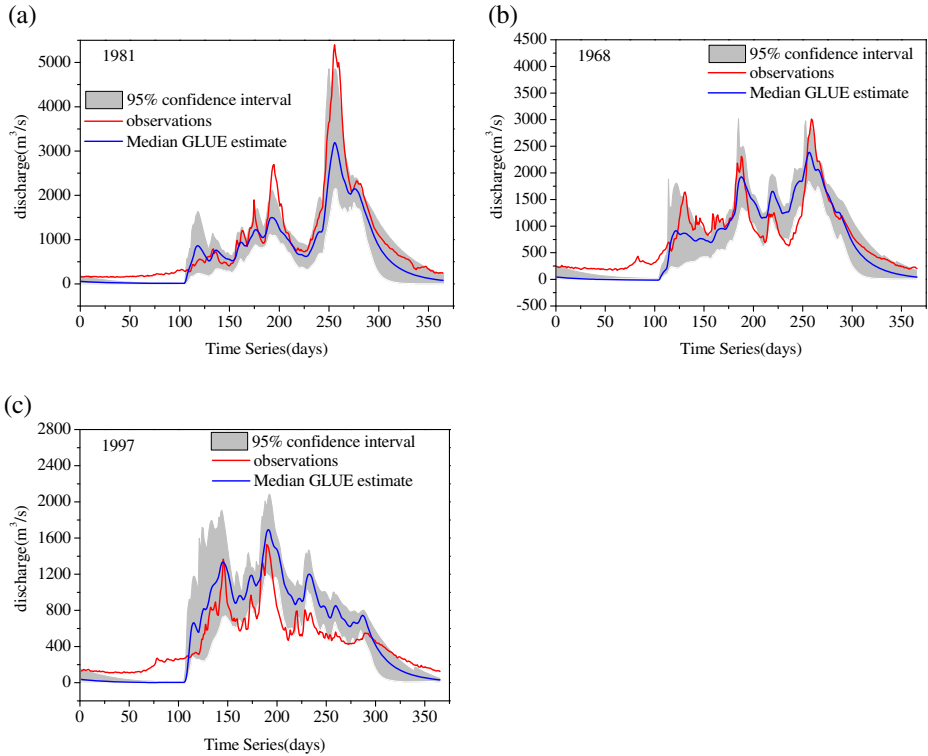 (a)
1981
95% confidence interval
observations
Median GLUE estimate
discharge(m³/s)
5000
4000
3000
2000
1000
0
0 50 100 150 200 250 300 350
Time Series(days)
(b)
1968
95% confidence interval
observations
Median GLUE estimate
discharge(m³/s)
4500
4000
3500
3000
2500
2000
1500
1000
500
0
-500
0 50 100 150 200 250 300 350
Time Series(days)
(c)
1997
95% confidence interval
observations
Median GLUE estimate
discharge(m³/s)
2800
2400
2000
1600
1200
800
400
0
0 50 100 150 200 250 300 350
Time Series(days)